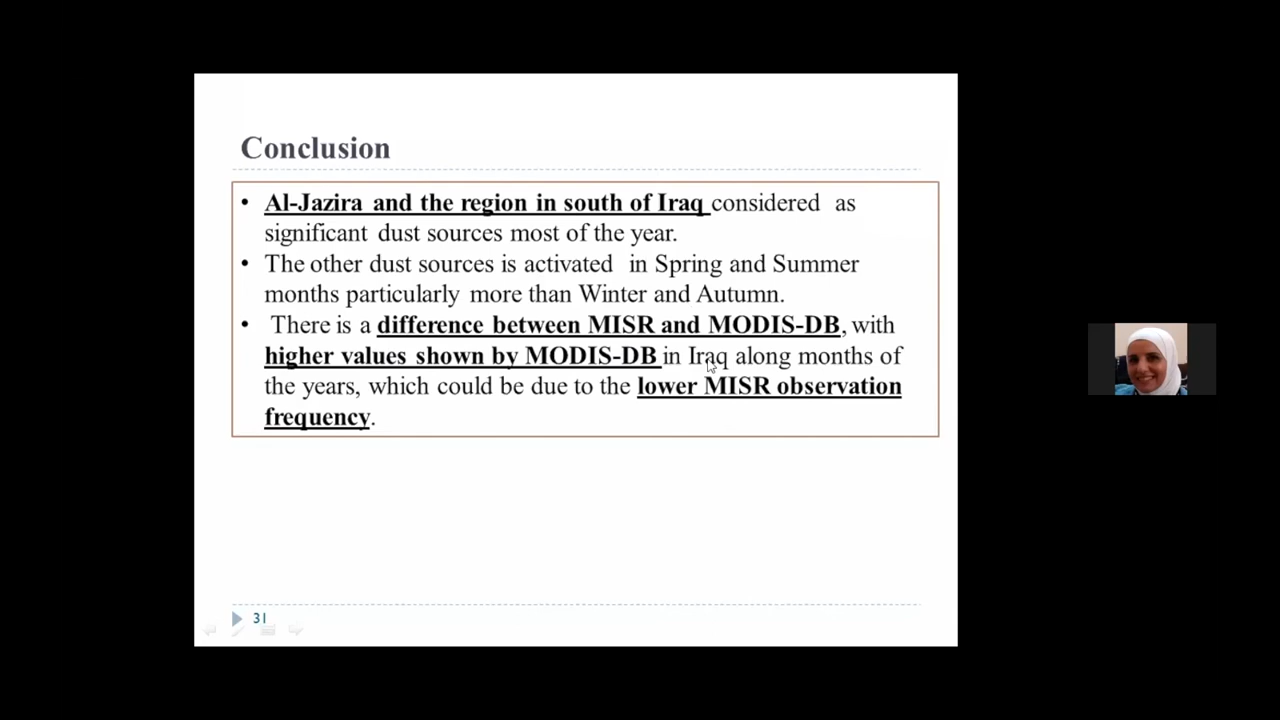 Conclusion
• Al-Jazira and the region in south of Iraq considered as
significant dust sources most of the year.
• The other dust sources is activated in Spring and Summer
months particularly more than Winter and Autumn.
• There is a difference between MISR and MODIS-DB, with
higher values shown by MODIS-DB in Iraq along months of
the years, which could be due to the lower MISR observation
frequency.
31